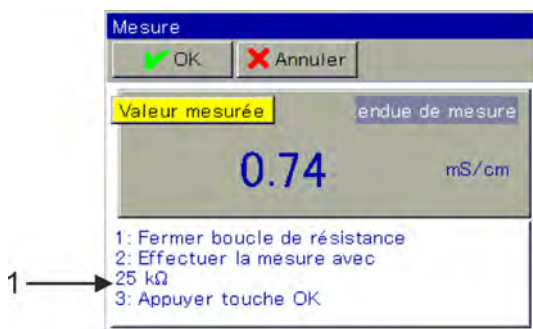 Mesure
OK Annuler
Valeur mesurée endue de mesure
0.74 mS/cm
1: Fermer boucle de résistance
2: Effectuer la mesure avec
1 25 kΩ
3: Appuyer touche OK